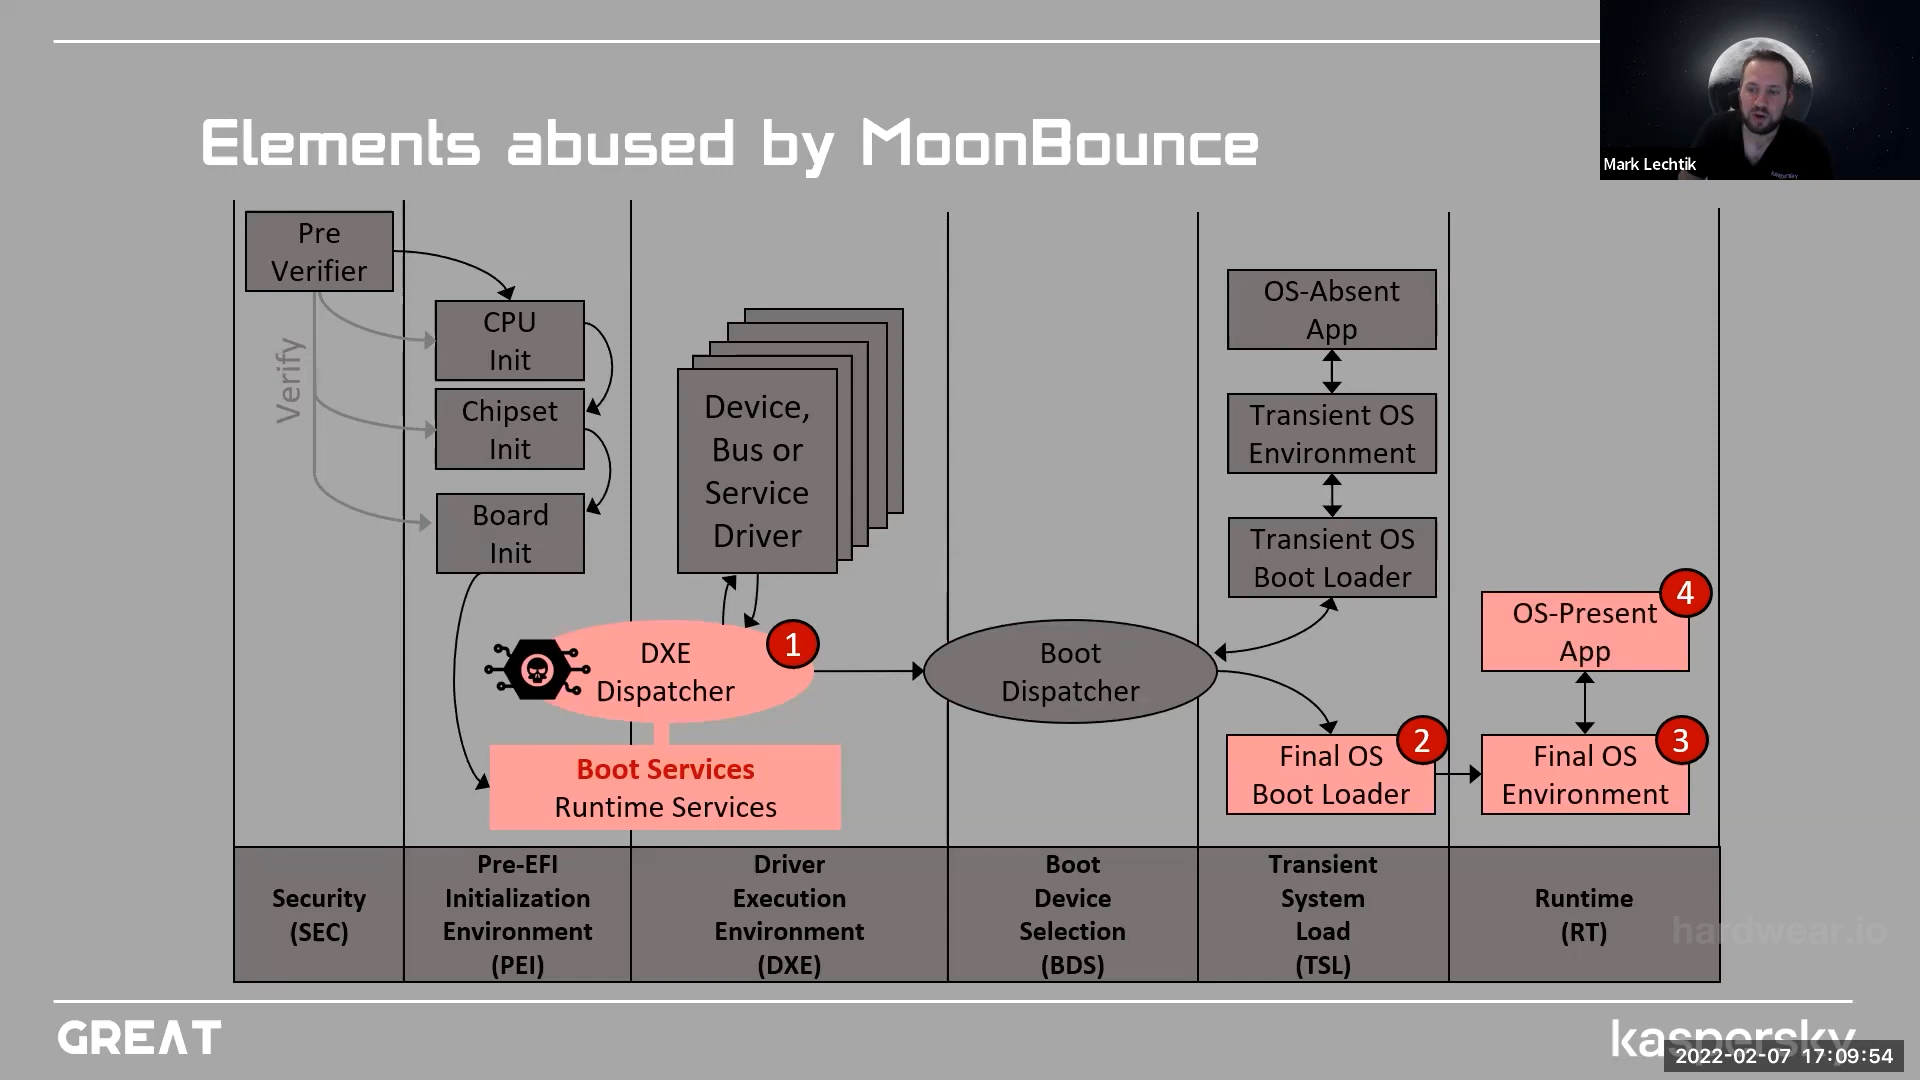 Elements abused by MoonBounce
Mark Lechtik
Pre
Verifier
Verify
CPU
Init
Chipset
Init
Board
Init
Device,
Bus or
Service
Driver
DXE
Dispatcher
1
Boot Services
Runtime Services
Boot
Dispatcher
OS-Absent
App
Transient OS
Environment
Transient OS
Boot Loader
Final OS
Boot Loader
2
OS-Present
App
4
Final OS
Environment
3
Security
(SEC)
Pre-EFI
Initialization
Environment
(PEI)
Driver
Execution
Environment
(DXE)
Boot
Device
Selection
(BDS)
Transient
System
Load
(TSL)
Runtime
(RT)
hardwear.io
GREAT
kaspersky
2022-02-07 17:09:54